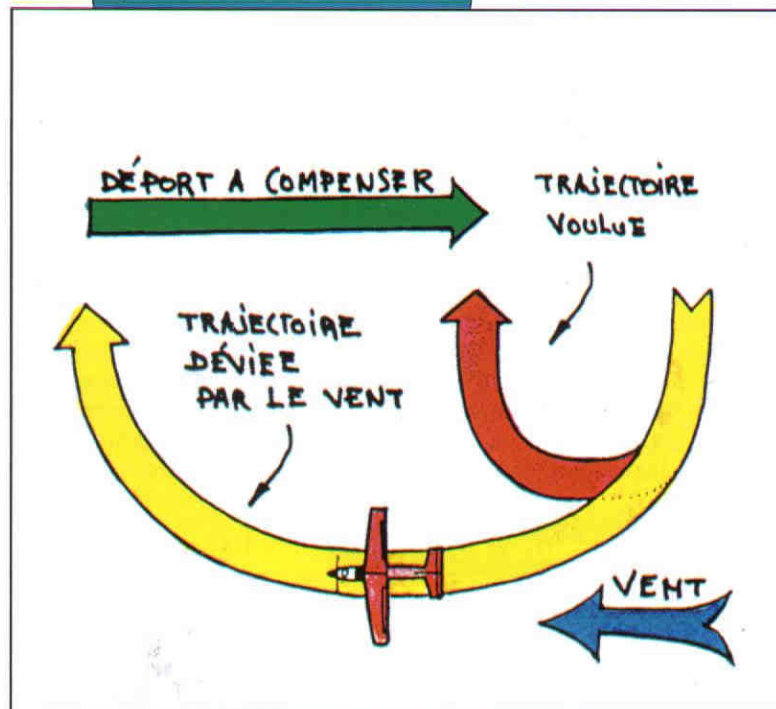 DÉPORT A COMPENSER
TRAJECTOIRE
VOULUE
TRAJECTOIRE
DÉVIEE
PAR LE VENT
VENT